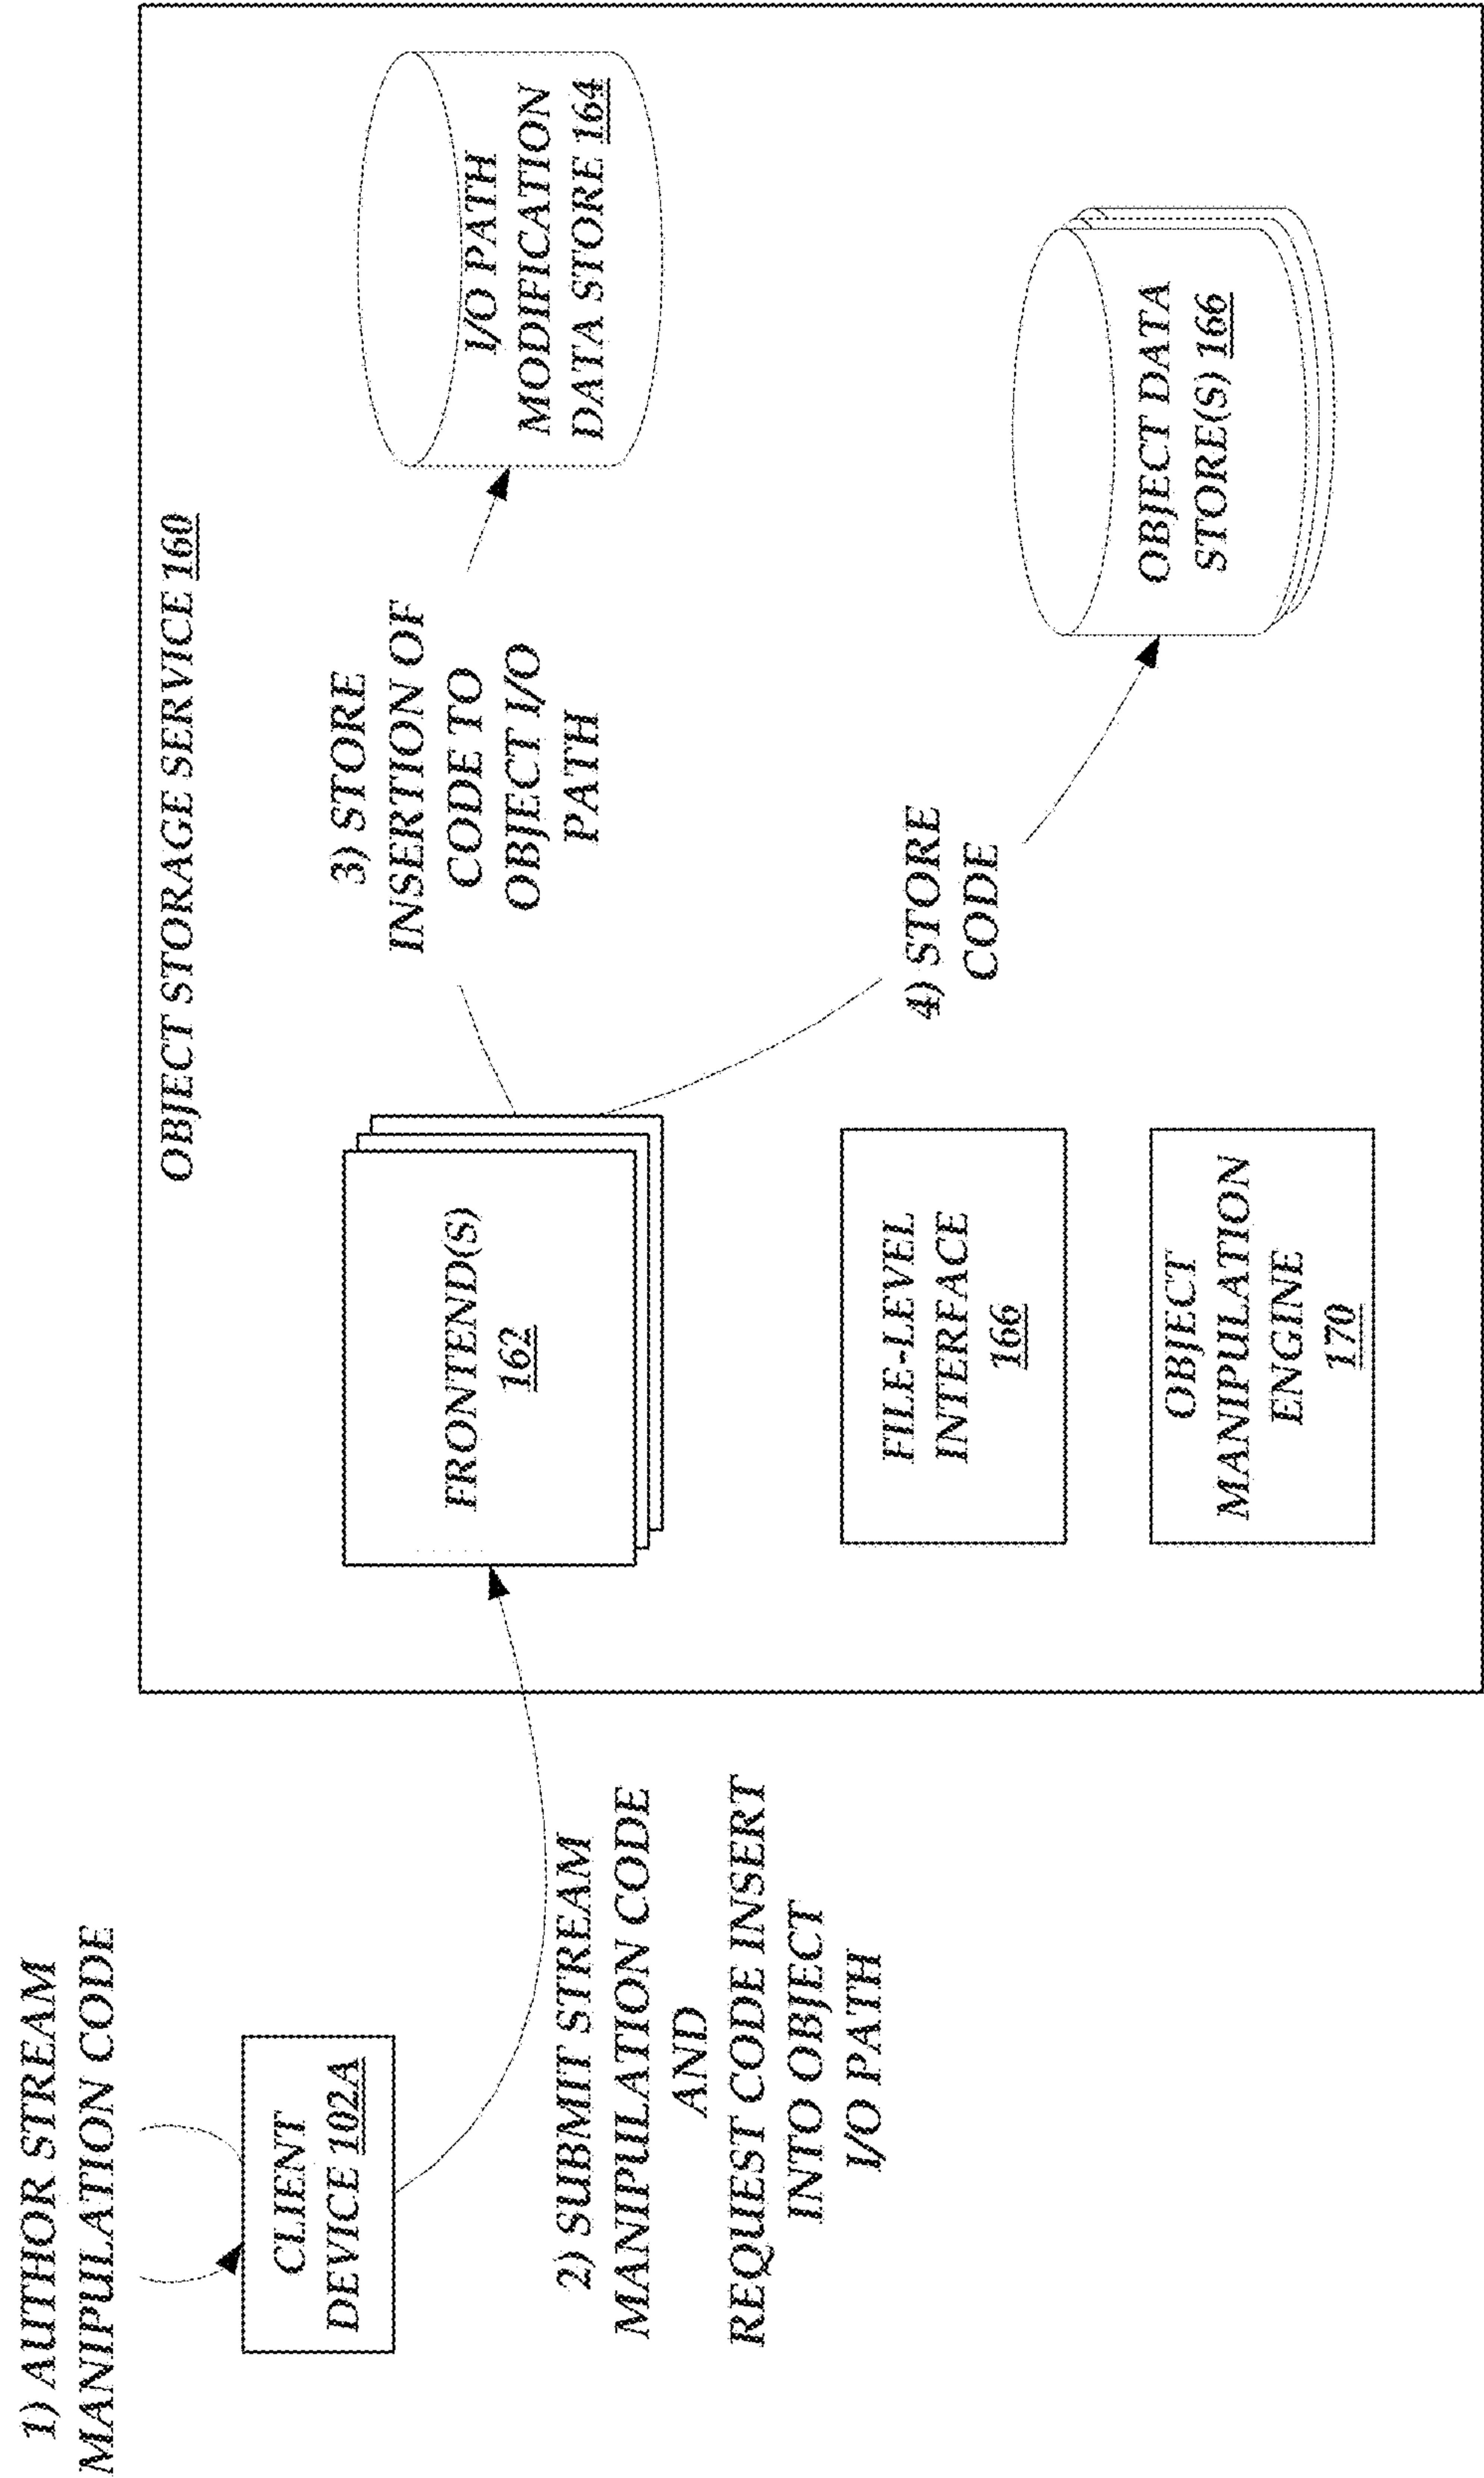 1) AUTHOR STREAM
MANIPULATION CODE
CLIENT
DEVICE 102A
2) SUBMIT STREAM
MANIPULATION CODE
AND
REQUEST CODE INSERT
INTO OBJECT
I/O PATH
OBJECT STORAGE SERVICE 160
FRONTEND(S)
162
3) STORE
INSERTION OF
CODE TO
OBJECT I/O
PATH
I/O PATH
MODIFICATION
DATA STORE 164
4) STORE
CODE
OBJECT DATA
STORE(S) 166
FILE-LEVEL
INTERFACE
166
OBJECT
MANIPULATION
ENGINE
170